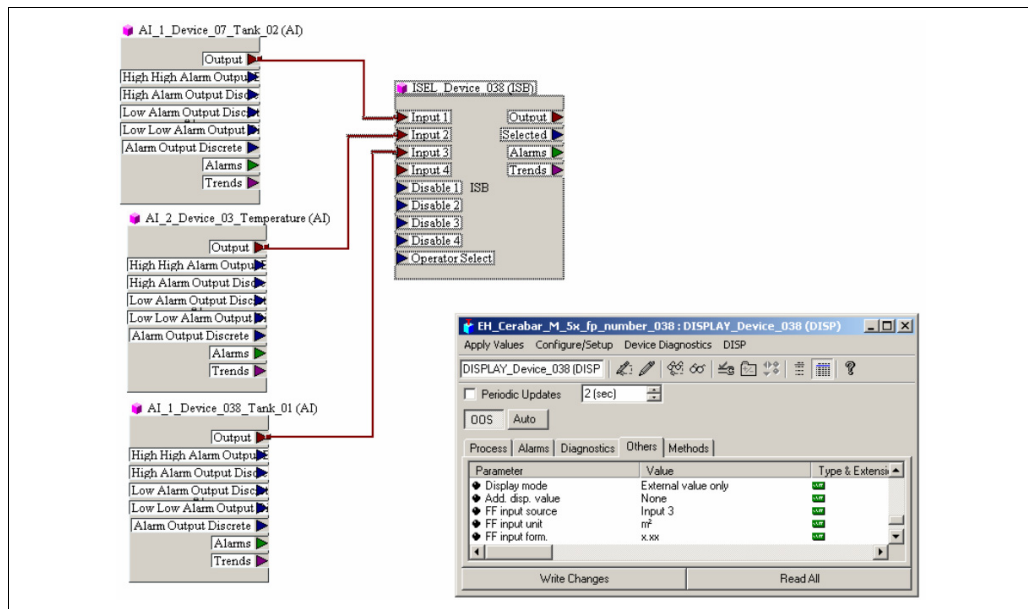 AI_1_Device_07_Tank_02 (AI)
Output
High High Alarm Output
High Alarm Output Disc
Low Alarm Output Disc
Low Low Alarm Output
Alarm Output Discrete
Alarms
Trends
ISEL_Device_038 (ISB)
Input 1 Output
Input 2 Selected
Input 3 Alarms
Input 4 Trends
Disable 1 ISB
Disable 2
Disable 3
Disable 4
Operator Select
AI_2_Device_03_Temperature (AI)
Output
High High Alarm Output
High Alarm Output Disc
Low Alarm Output Disc
Low Low Alarm Output
Alarm Output Discrete
Alarms
Trends
AI_1_Device_038_Tank_01 (AI)
Output
High High Alarm Output
High Alarm Output Disc
Low Alarm Output Disc
Low Low Alarm Output
Alarm Output Discrete
Alarms
Trends
EH_Cerabar_M_5x_fp_number_038 : DISPLAY_Device_038 (DISP)
Apply Values Configure/Setup Device Diagnostics DISP
DISPLAY_Device_038 (DISP
Periodic Updates 2 (sec)
OOS Auto
Process Alarms Diagnostics Others Methods
Parameter Value Type & Extensi
Display mode External value only
Add. disp. value None
FF input source Input 3
FF input unit m²
FF input form. x.xx
Write Changes Read All